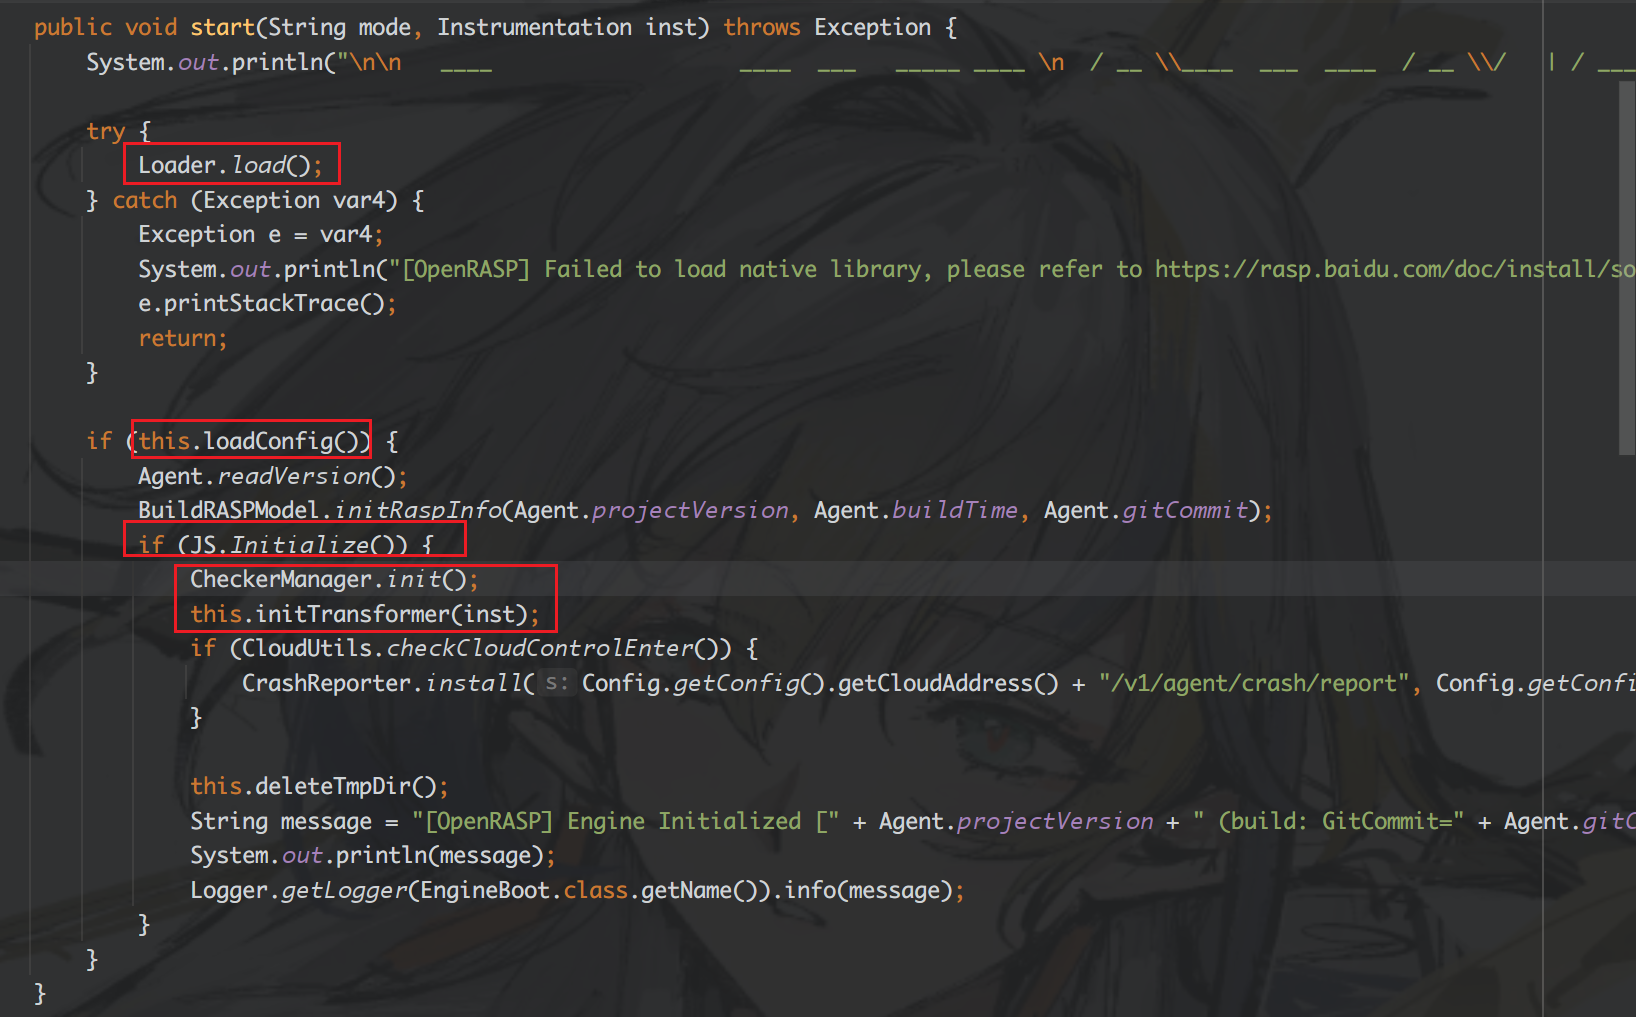 public void start(String mode, Instrumentation inst) throws Exception {
System.out.println("\n\n   ____                   ____  ___   _____ ____ \n  / __ \\____  ___  ____  / __ \\/   | / ____
try {
Loader.load();
} catch (Exception var4) {
Exception e = var4;
System.out.println("[OpenRASP] Failed to load native library, please refer to https://rasp.baidu.com/doc/install/so
e.printStackTrace();
return;
}
if (this.loadConfig()) {
Agent.readVersion();
BuildRASPModel.initRaspInfo(Agent.projectVersion, Agent.buildTime, Agent.gitCommit);
if (JS.Initialize()) {
CheckerManager.init();
this.initTransformer(inst);
if (CloudUtils.checkCloudControlEnter()) {
CrashReporter.install( s: Config.getConfig().getCloudAddress() + "/v1/agent/crash/report", Config.getConfi
}
this.deleteTmpDir();
String message = "[OpenRASP] Engine Initialized [" + Agent.projectVersion + " (build: GitCommit=" + Agent.gitC
System.out.println(message);
Logger.getLogger(EngineBoot.class.getName()).info(message);
}
}
}